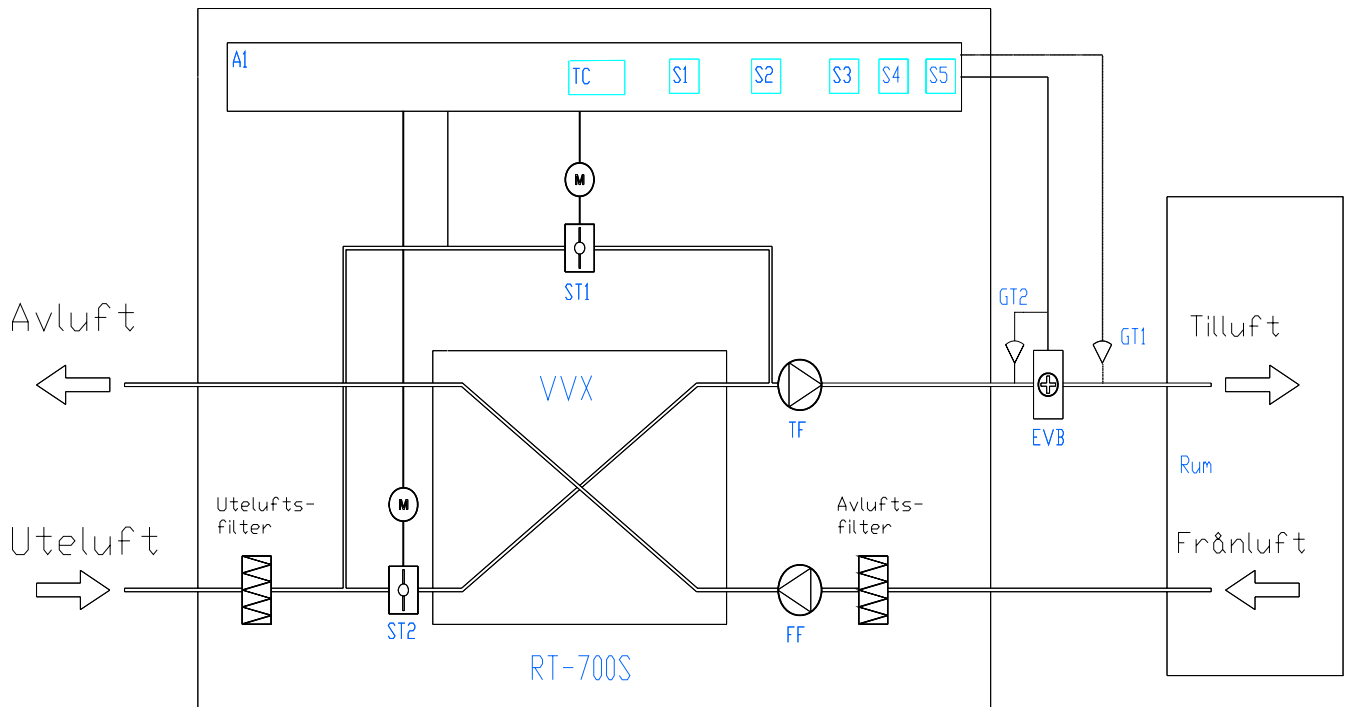 A1
TC
S1
S2
S3
S4
S5
M
ST1
GT2
GT1
Avluft
Tilluft
VVX
TF
EVB
Rum
M
Utelufts-
filter
Avlufts-
filter
Uteluft
Frånluft
ST2
FF
RT-700S